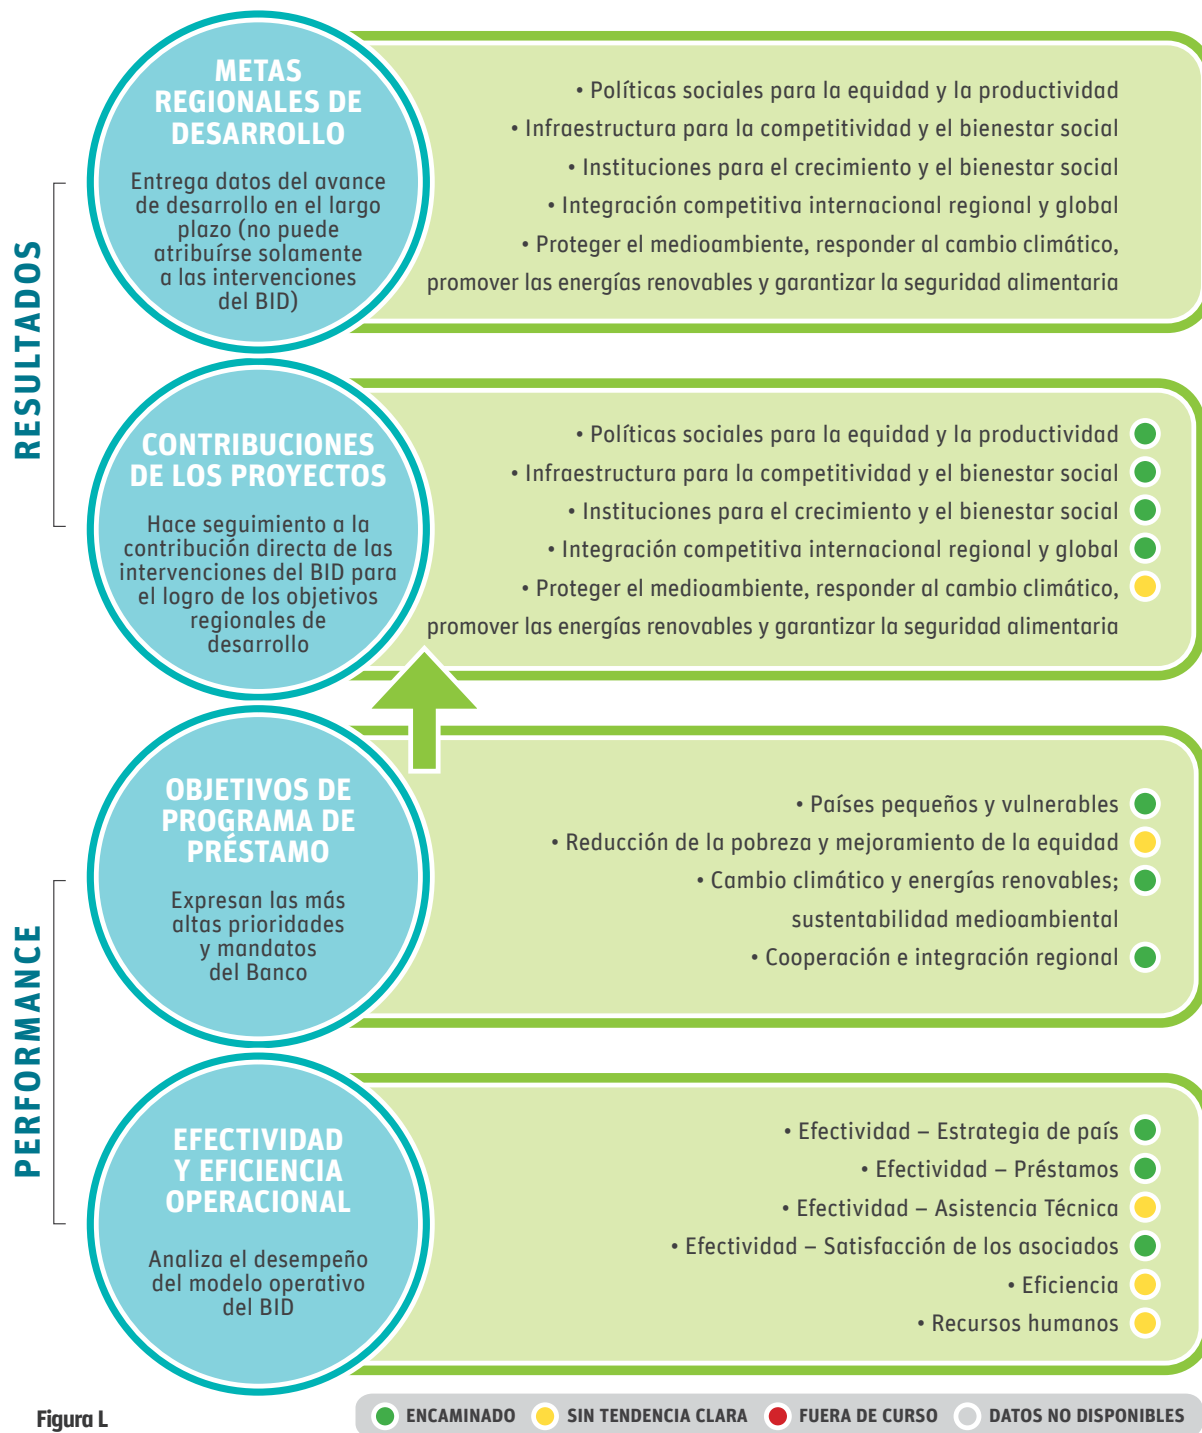 RESULTADOS
METAS
REGIONALES DE
DESARROLLO
Entrega datos del avance
de desarrollo en el largo
plazo (no puede
atribuírse solamente
a las intervenciones
del BID)
• Políticas sociales para la equidad y la productividad
• Infraestructura para la competitividad y el bienestar social
• Instituciones para el crecimiento y el bienestar social
• Integración competitiva internacional regional y global
• Proteger el medioambiente, responder al cambio climático,
promover las energías renovables y garantizar la seguridad alimentaria
CONTRIBUCIONES
DE LOS PROYECTOS
Hace seguimiento a la
contribución directa de las
intervenciones del BID para
el logro de los objetivos
regionales de
desarrollo
• Políticas sociales para la equidad y la productividad
• Infraestructura para la competitividad y el bienestar social
• Instituciones para el crecimiento y el bienestar social
• Integración competitiva internacional regional y global
• Proteger el medioambiente, responder al cambio climático,
promover las energías renovables y garantizar la seguridad alimentaria
PERFORMANCE
OBJETIVOS DE
PROGRAMA DE
PRÉSTAMO
Expresan las más
altas prioridades
y mandatos
del Banco
• Países pequeños y vulnerables
• Reducción de la pobreza y mejoramiento de la equidad
• Cambio climático y energías renovables;
sustentabilidad medioambiental
• Cooperación e integración regional
EFECTIVIDAD
Y EFICIENCIA
OPERACIONAL
Analiza el desempeño
del modelo operativo
del BID
• Efectividad – Estrategia de país
• Efectividad – Préstamos
• Efectividad – Asistencia Técnica
• Efectividad – Satisfacción de los asociados
• Eficiencia
• Recursos humanos
Figura L
ENCAMINADO SIN TENDENCIA CLARA FUERA DE CURSO DATOS NO DISPONIBLES